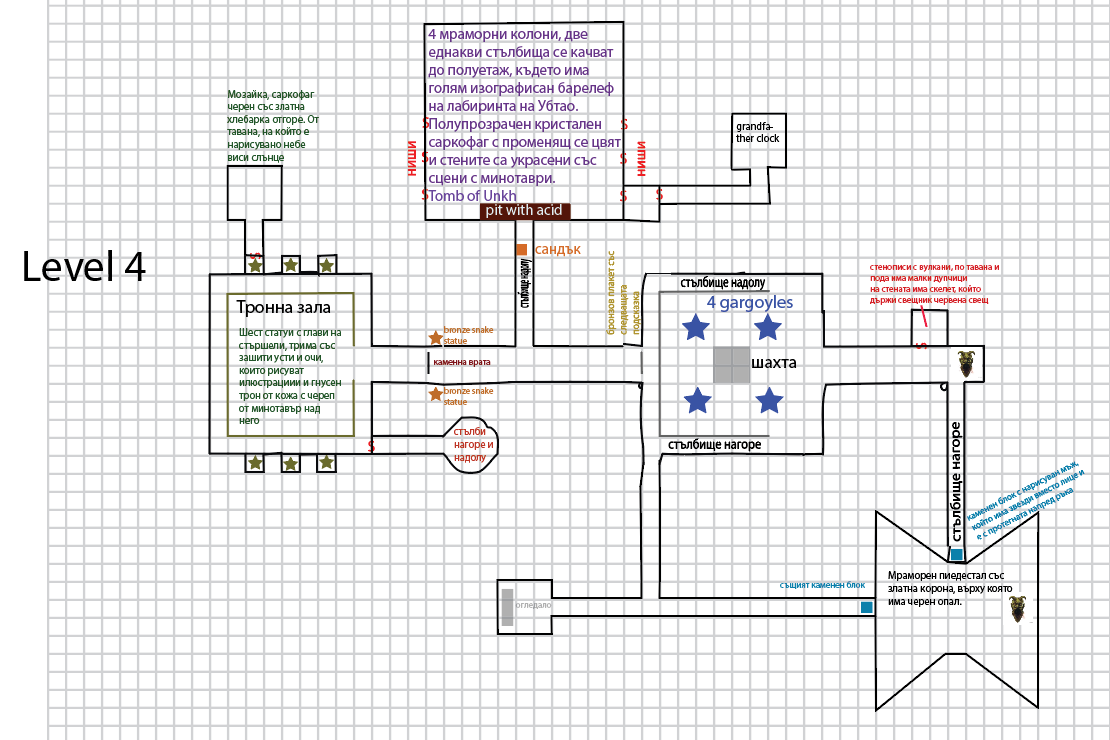 4 мраморни колони, две
еднакви стълбища се качват
до полуетаж, където има
голям изографисан барелеф
на лабиринта на Убтао.
Полупрозрачен кристален
саркофаг с променящ се цвят
и стените са украсени със
сцени с минотаври.
Tomb of Unkh
pit with acid
ниши
ниши
S
S
S
S
S
S
S
grandfa-
ther clock
Мозайка, саркофаг
черен със златна
хлебарка отгоре. От
тавана, на който е
нарисувано небе
виси слънце
S
Level 4
сандък
стълбище надолу
бронзов плакет със
следващата
подсказка
Тронна зала
Шест статуи с глави на
стършели, трима със
зашити усти и очи,
които рисуват
илюстрациии и гнусен
трон от кожа с череп
от минотавър над
него
bronze snake
statue
каменна врата
bronze snake
statue
S
стълби
нагоре и
надолу
стълбище надолу
4 gargoyles
шахта
стълбище нагоре
стенописи с вулкани, по тавана и
пода има малки дупчици
на стената има скелет, който
държи свещник червена свещ
S
стълбище нагоре
каменен блок с нарисуван мъж,
който има звезди вместо лице и
е с протегната напред ръка
същият каменен блок
Мраморен пиедестал със
златна корона, върху която
има черен опал.
огледало